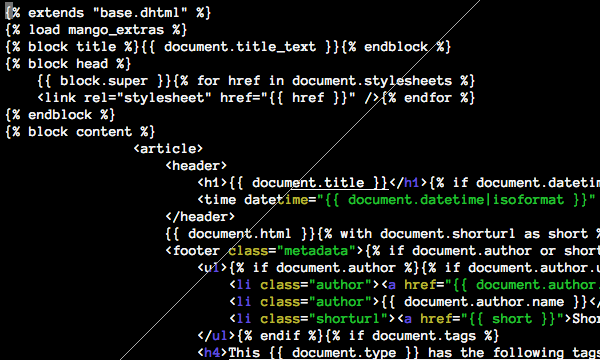 {% extends "base.dhtml" %}
{% load mango_extras %}
{% block title %}{{ document.title_text }}{% endblock %}
{% block head %}
{{ block.super }}{% for href in document.stylesheets %}
<link rel="stylesheet" href="{{ href }}" />{% endfor %}
{% endblock %}
{% block content %}
<article>
<header>
<h1>{{ document.title }}</h1>{% if document.datetim
<time datetime="{{ document.datetime|isoformat }}"
</header>
{{ document.html }}{% with document.shorturl as short %
<footer class="metadata">{% if document.author or short
<ul>{% if document.author %}{% if document.author.u
<li class="author"><a href="{{ document.author.
<li class="author">{{ document.author.name }}</
<li class="shorturl"><a href="{{ short }}">Shor
</ul>{% endif %}{% if document.tags %}
<h4>This {{ document.type }} has the following tags